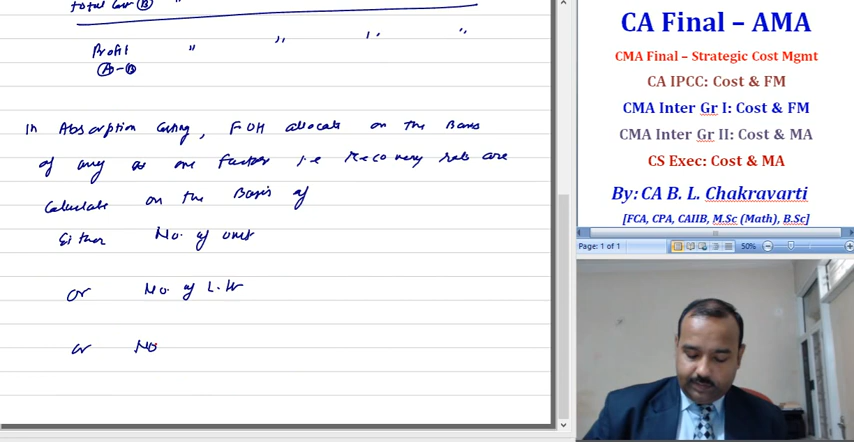 total Cost Ⓑ "
Profit " " " "
Ⓐ-Ⓑ
In Absorption Costing, FOH allocate on the Basis
of any as one factor i.e Recovery rate are
Calculate on the Basis of
Either No. of unit
or No. of L. Hr
or No
CA Final – AMA
CMA Final – Strategic Cost Mgmt
CA IPCC: Cost & FM
CMA Inter Gr I: Cost & FM
CMA Inter Gr II: Cost & MA
CS Exec: Cost & MA
By: CA B. L. Chakravarti
[FCA, CPA, CAIIB, M.Sc (Math), B.Sc]
Page: 1 of 1 50%